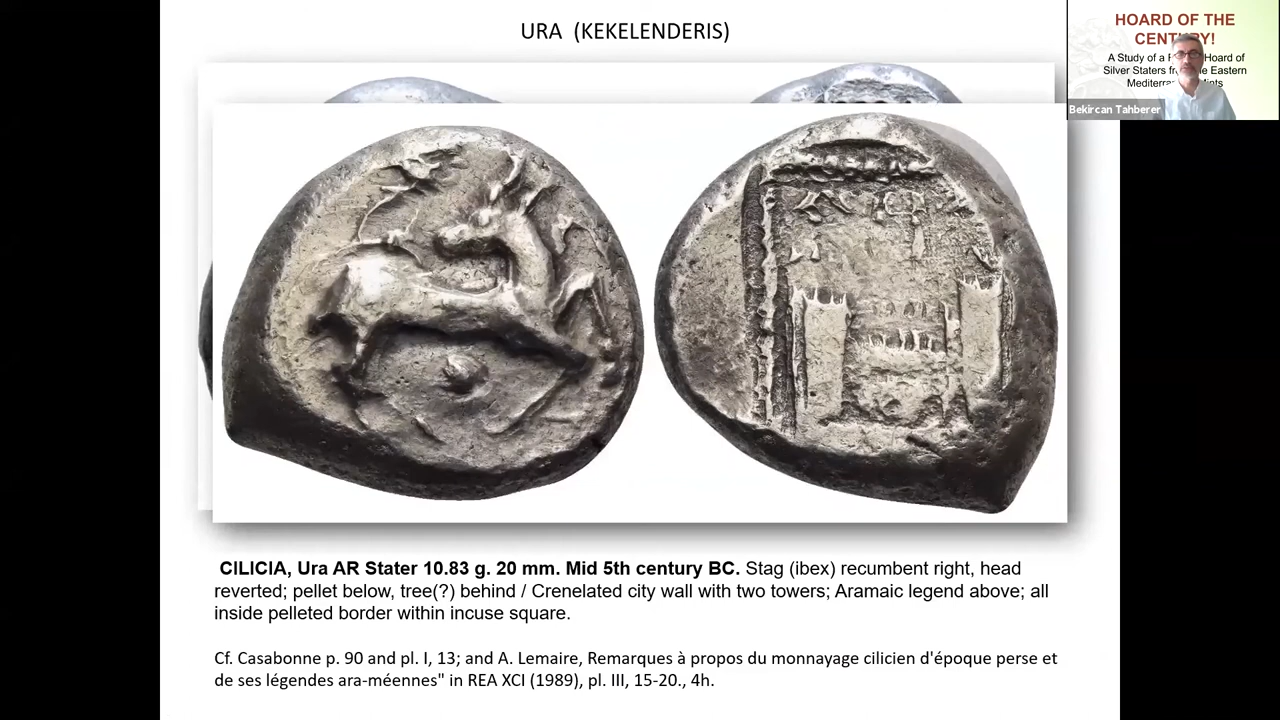 URA (KEKELENDERIS)
HOARD OF THE
CENTURY!
A Study of a Hoard of
Silver Staters Eastern
Bekircan Tahberer
CILICIA, Ura AR Stater 10.83 g. 20 mm. Mid 5th century BC. Stag (ibex) recumbent right, head
reverted; pellet below, tree(?) behind / Crenelated city wall with two towers; Aramaic legend above; all
inside pelleted border within incuse square.
Cf. Casabonne p. 90 and pl. I, 13; and A. Lemaire, Remarques à propos du monnayage cilicien d'époque perse et
de ses légendes ara-méennes" in REA XCI (1989), pl. III, 15-20., 4h.